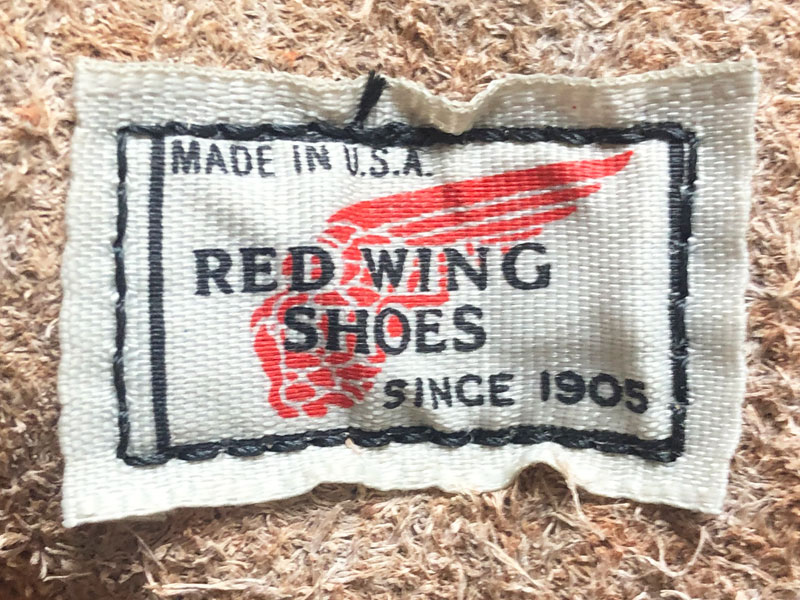 MADE IN U.S.A.
RED WING
SHOES
SINCE 1905